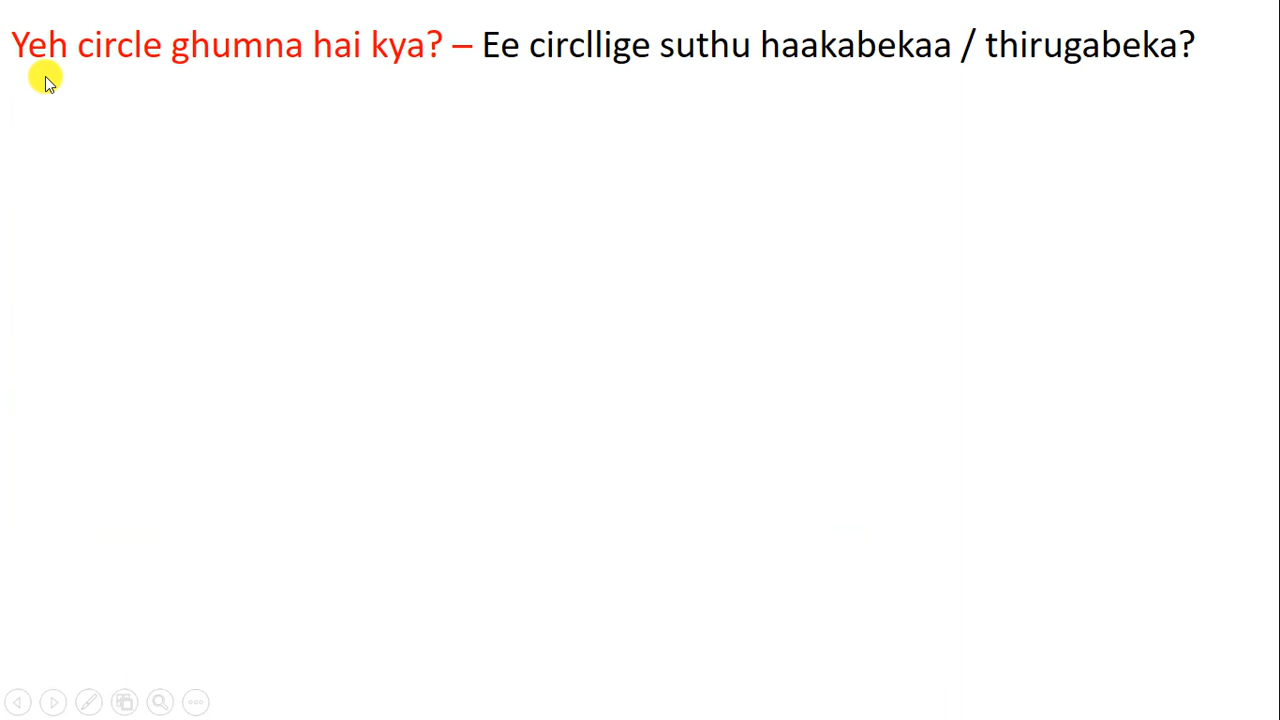 Yeh circle ghumna hai kya? – Ee circllige suthu haakabekaa / thirugabeka?